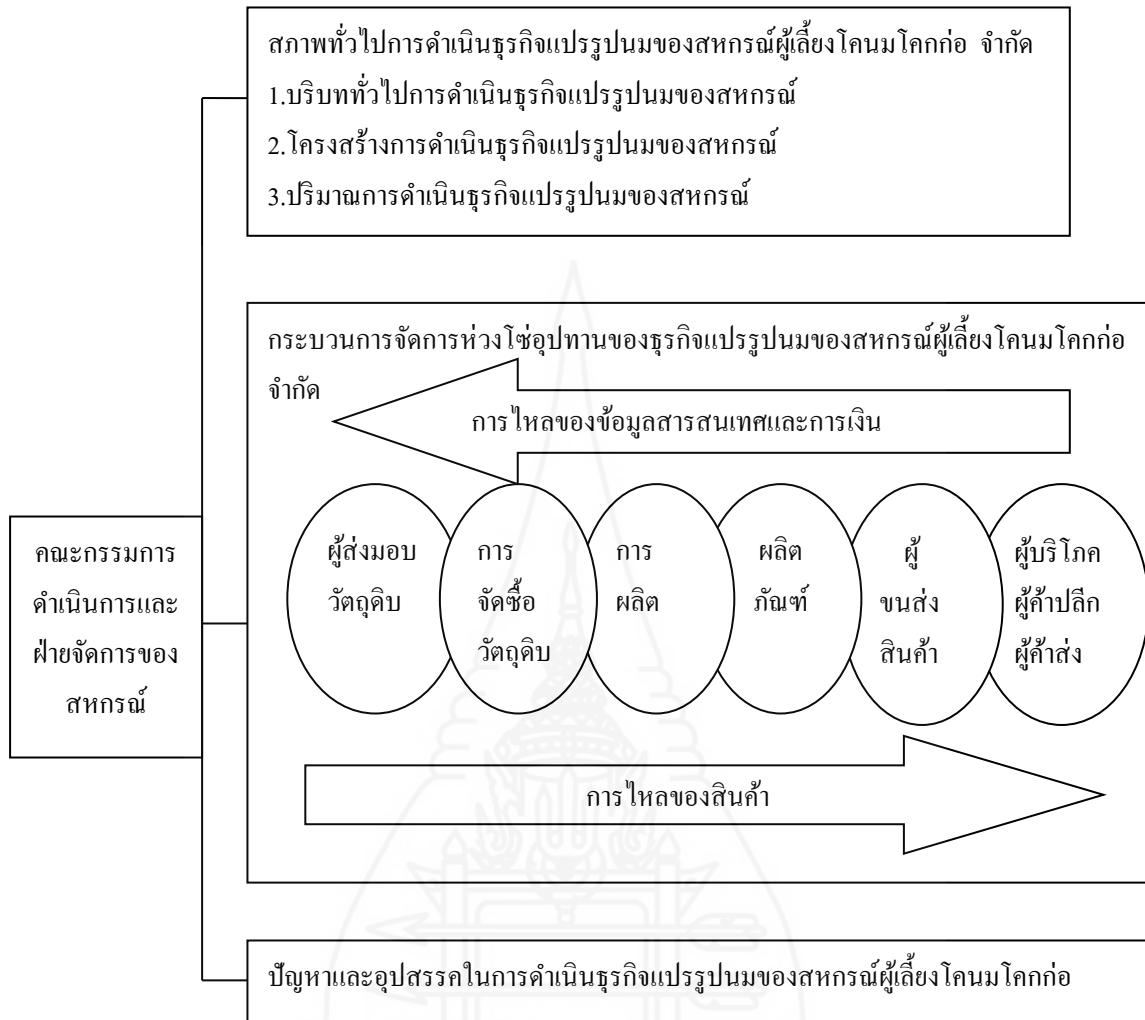 สภาพทั่วไปการดำเนินธุรกิจแปรรูปนมของสหกรณ์ผู้เลี้ยงโคนมโคกก่อ จำกัด
1.บริบททั่วไปการดำเนินธุรกิจแปรรูปนมของสหกรณ์
2.โครงสร้างการดำเนินธุรกิจแปรรูปนมของสหกรณ์
3.ปริมาณการดำเนินธุรกิจแปรรูปนมของสหกรณ์
คณะกรรมการ
ดำเนินการและ
ฝ่ายจัดการของ
สหกรณ์
กระบวนการจัดการห่วงโซ่อุปทานของธุรกิจแปรรูปนมของสหกรณ์ผู้เลี้ยงโคนมโคกก่อ
จำกัด
การไหลของข้อมูลสารสนเทศและการเงิน
ผู้ส่งมอบ
วัตถุดิบ
การ
จัดซื้อ
วัตถุดิบ
การ
ผลิต
ผลิต
ภัณฑ์
ผู้
ขนส่ง
สินค้า
ผู้บริโภค
ผู้ค้าปลีก
ผู้ค้าส่ง
การไหลของสินค้า
ปัญหาและอุปสรรคในการดำเนินธุรกิจแปรรูปนมของสหกรณ์ผู้เลี้ยงโคนมโคกก่อ